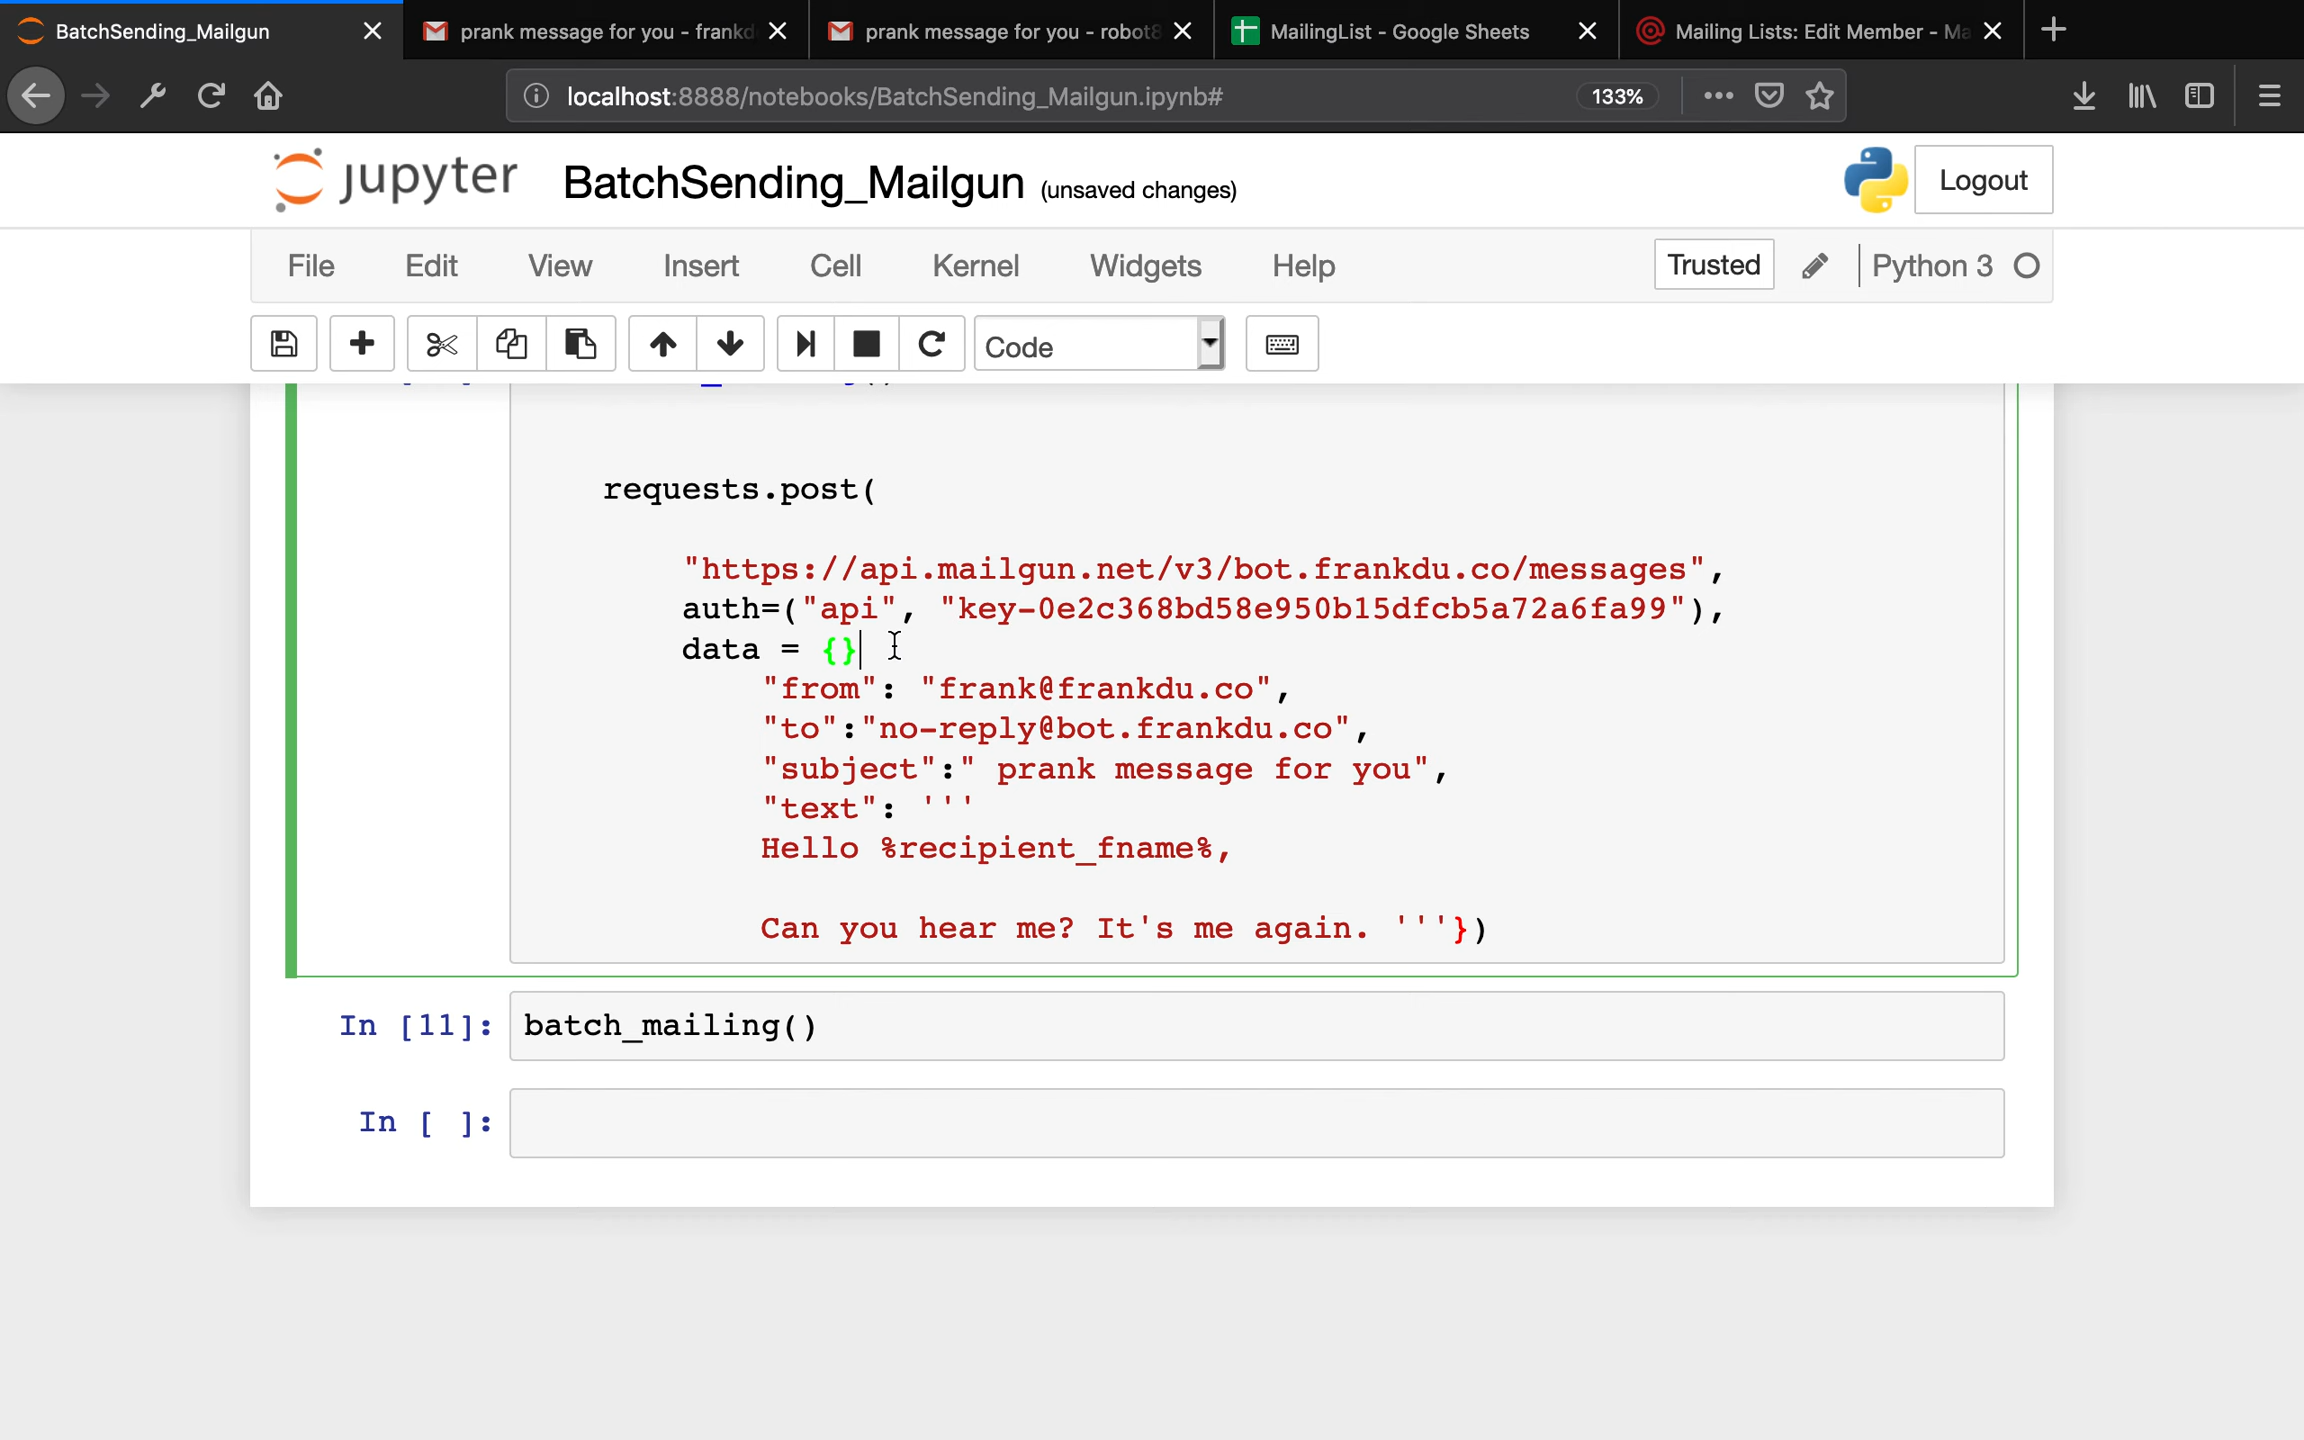 BatchSending_Mailgun
prank message for you - frankd
prank message for you - robot8
MailingList - Google Sheets
Mailing Lists: Edit Member - Ma
localhost:8888/notebooks/BatchSending_Mailgun.ipynb#
133%
jupyter BatchSending_Mailgun (unsaved changes)
Logout
File Edit View Insert Cell Kernel Widgets Help
Trusted
Python 3
Code
requests.post(
"https://api.mailgun.net/v3/bot.frankdu.co/messages",
auth=("api", "key-0e2c368bd58e950b15dfcb5a72a6fa99"),
data = {}
"from": "frank@frankdu.co",
"to":"no-reply@bot.frankdu.co",
"subject":" prank message for you",
"text": '''
Hello %recipient_fname%,
Can you hear me? It's me again. '''})
In [11]: batch_mailing()
In [ ]: